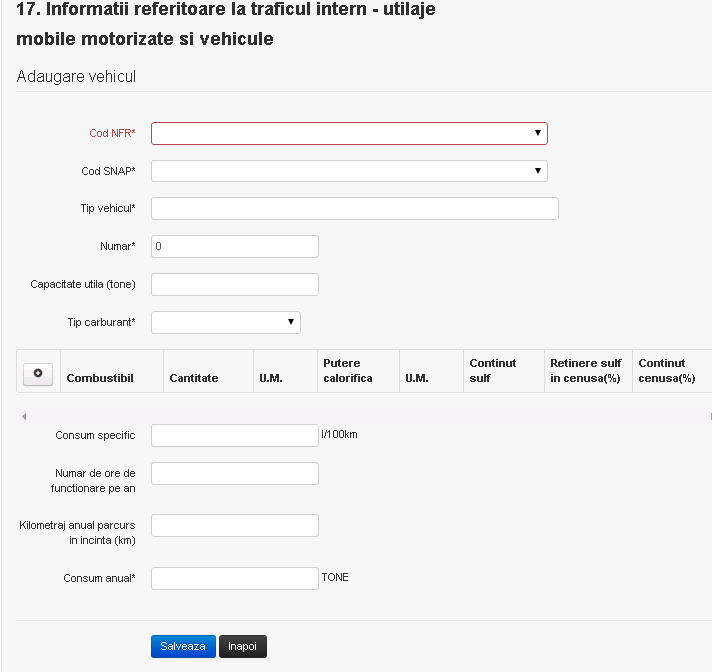 17. Informatii referitoare la traficul intern - utilaje
mobile motorizate si vehicule
Adaugare vehicul
Cod NFR*
Cod SNAP*
Tip vehicul*
Numar* 0
Capacitate utila (tone)
Tip carburant*
Combustibil Cantitate U.M. Putere calorifica U.M. Continut sulf Retinere sulf in cenusa(%) Continut cenusa(%)
Consum specific l/100km
Numar de ore de
functionare pe an
Kilometraj anual parcurs
in incinta (km)
Consum anual* TONE
Salveaza Inapoi